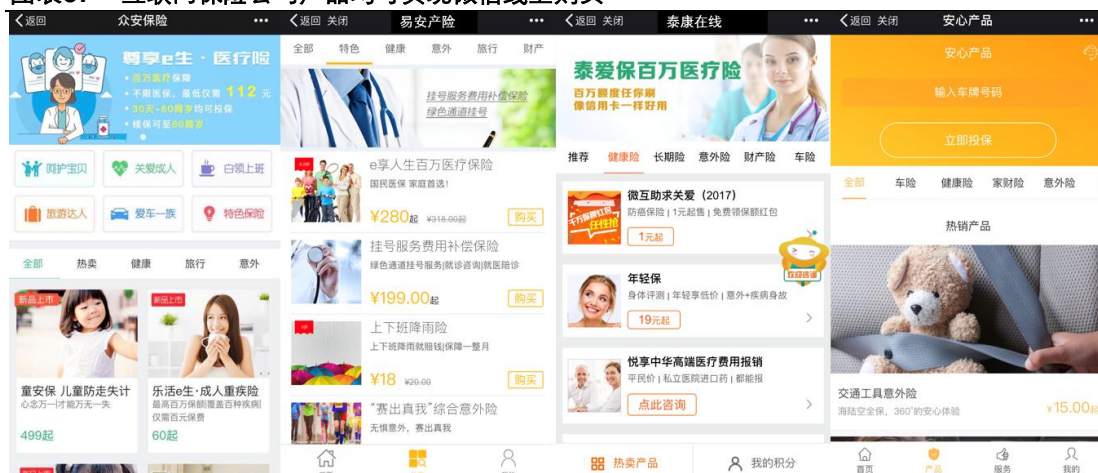 返回
众安保险
尊享e生·医疗险
百万医疗保障
不限医保，最低仅需 112 元
30天-60周岁均可投保
续保可至80周岁
呵护宝贝
关爱成人
白领上班
旅游达人
爱车一族
特色保险
全部
热卖
健康
旅行
意外
新品上市
童安保 儿童防走失计
心念万一|才能万无一失
499起
新品上市
乐活e生·成人重疾险
最高百万保额|覆盖百种疾病|
仅需百元保费
60起
返回 关闭
易安产险
全部
特色
健康
意外
旅行
财产
挂号服务费用补偿保险
绿色通道挂号
e享人生百万医疗保险
国民医保 家庭首选！
¥280起 ¥318.00起
购买
挂号服务费用补偿保险
绿色通道挂号服务|就诊咨询|就医陪诊
¥199.00起
购买
上下班降雨险
上下班降雨就赔钱|保障一整月
¥18 ¥20.00
购买
“赛出真我”综合意外险
无惧意外，赛出真我
返回 关闭
泰康在线
泰爱保百万医疗险
百万额度任你刷
像信用卡一样好用
推荐
健康险
长期险
意外险
财产险
车险
千万保额红包
任性抢
微互助求关爱（2017）
防癌保险 | 1元起售 | 免费领保额红包
1元起
欢迎咨询
年轻保
身体评测 | 年轻享低价 | 意外+疾病身故
19元起
悦享中华高端医疗费用报销
平民价 | 私立医院进口药 | 都能报
点此咨询
热卖产品
我的积分
返回 关闭
安心产品
安心产品
输入车牌号码
立即投保
全部
车险
健康险
家财险
意外险
热销产品
交通工具意外险
海陆空全保，360°的安心体验
¥15.00起
首页
产品
服务
我的